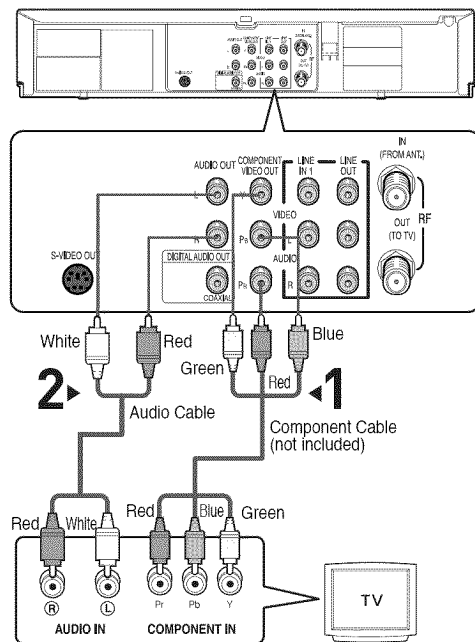 AUDIO OUT
COMPONENT
VIDEO OUT
LINE
IN 1
LINE
OUT
IN
(FROM ANT.)
L
Y
VIDEO
RF
R
PB
L
OUT
(TO TV)
S-VIDEO OUT
DIGITAL AUDIO OUT
AUDIO
COAXIAL
PR
R
White
Red
Green
Red
Blue
2
1
Audio Cable
Component Cable
(not included)
Red
White
Red
Blue
Green
R
L
Pr
Pb
Y
AUDIO IN
COMPONENT IN
TV